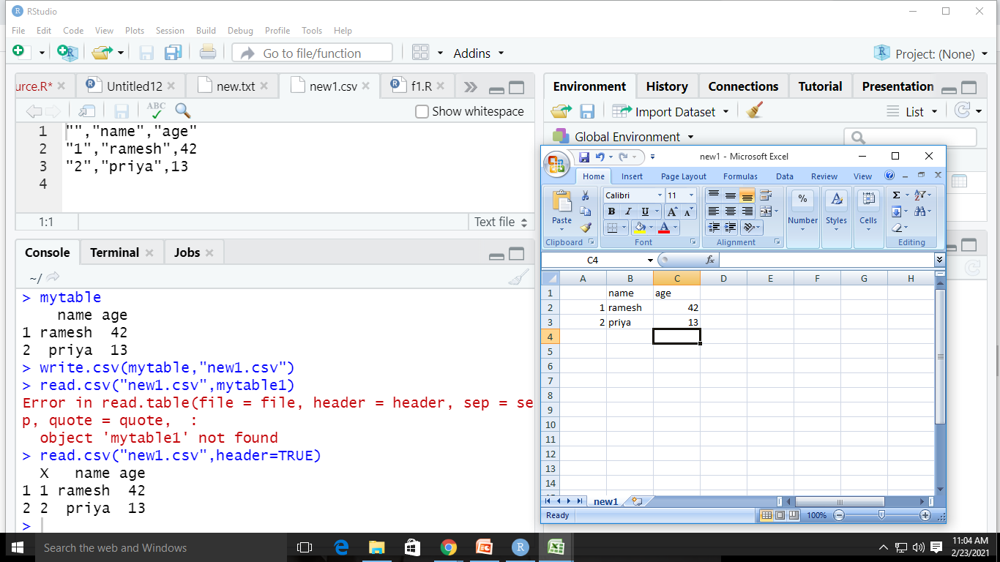 RStudio
File Edit Code View Plots Session Build Debug Profile Tools Help
Go to file/function Addins Project: (None)
urce.R* Untitled12 new.txt new1.csv f1.R
ABC Show whitespace
1 "","name","age"
2 "1","ramesh",42
3 "2","priya",13
4
1:1 Text file
Console Terminal Jobs
~/
> mytable
name age
1 ramesh 42
2 priya 13
> write.csv(mytable,"new1.csv")
> read.csv("new1.csv",mytable1)
Error in read.table(file = file, header = header, sep = se
p, quote = quote,  :
object 'mytable1' not found
> read.csv("new1.csv",header=TRUE)
X name age
1 1 ramesh 42
2 2 priya 13
>
Environment History Connections Tutorial Presentation
Import Dataset List
Global Environment
new1 - Microsoft Excel
Home Insert Page Layout Formulas Data Review View
Paste Calibri 11 % Σ
B I U A A Number Styles Cells
Clipboard Font Alignment Editing
C4 fx
A B C D E F G H
1 name age
2 1 ramesh 42
3 2 priya 13
4
5
6
7
8
9
10
11
12
13
14
new1
Ready 100%
Search the web and Windows
11:04 AM
2/23/2021